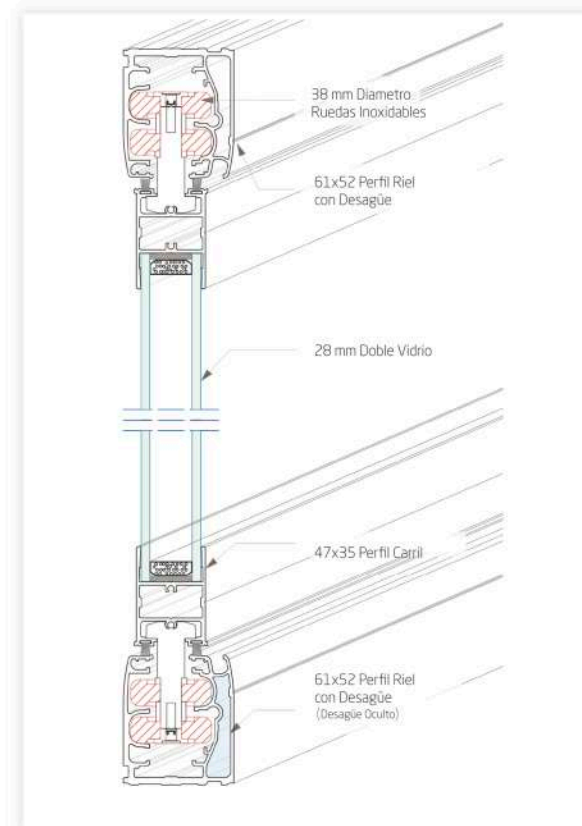 38 mm Diametro
Ruedas Inoxidables
61x52 Perfil Riel
con Desagüe
28 mm Doble Vidrio
47x35 Perfil Carril
61x52 Perfil Riel
con Desagüe
(Desagüe Oculto)